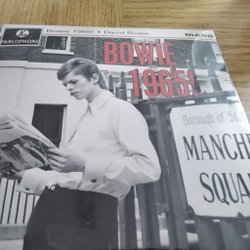 PARLOPHONE
Bowie 1965! • David Bowie
mono
BOWIE
1965!
Borough of St
MANCH
SQUA